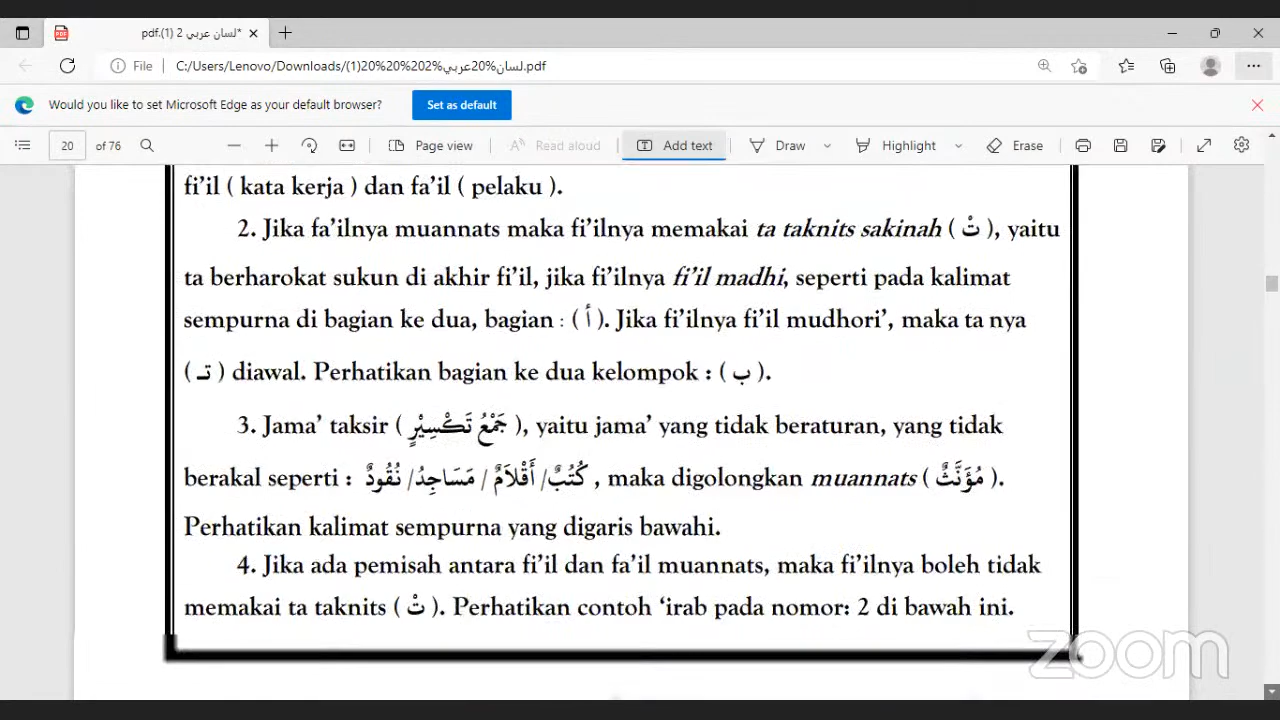 لسان عربي 2 (1).pdf*
File C:/Users/Lenovo/Downloads/(1)20%20%202%لسان%20عربي.pdf
Would you like to set Microsoft Edge as your default browser? Set as default
20 of 76 Page view Read aloud Add text Draw Highlight Erase
fi’il ( kata kerja ) dan fa’il ( pelaku ).
2. Jika fa’ilnya muannats maka fi’ilnya memakai ta taknits sakinah ( تْ ), yaitu
ta berharokat sukun di akhir fi’il, jika fi’ilnya fi’il madhi, seperti pada kalimat
sempurna di bagian ke dua, bagian : ( أ ). Jika fi’ilnya fi’il mudhori’, maka ta nya
( تـ ) diawal. Perhatikan bagian ke dua kelompok : ( ب ).
3. Jama’ taksir ( جَمْعُ تَكْسِيْرٍ ), yaitu jama’ yang tidak beraturan, yang tidak
berakal seperti : كُتُبٌ/ أَقْلاَمٌ / مَسَاجِدُ/ نُقُودٌ , maka digolongkan muannats ( مُؤَنَّثٌ ).
Perhatikan kalimat sempurna yang digaris bawahi.
4. Jika ada pemisah antara fi’il dan fa’il muannats, maka fi’ilnya boleh tidak
memakai ta taknits ( تْ ). Perhatikan contoh ‘irab pada nomor: 2 di bawah ini.
zoom